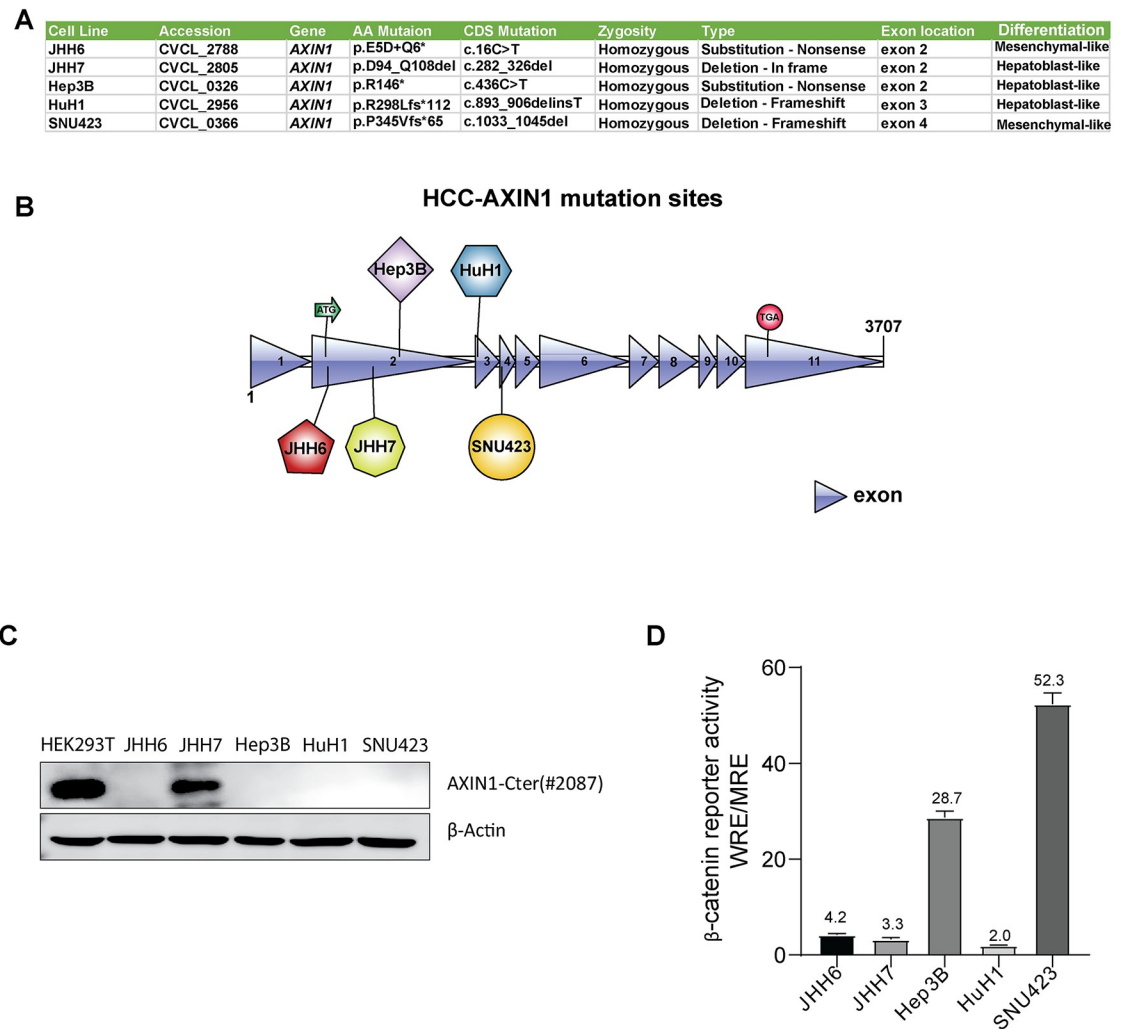 A
Cell Line Accession Gene AA Mutaion CDS Mutation Zygosity Type Exon location Differentiation
JHH6 CVCL_2788 AXIN1 p.E5D+Q6* c.16C>T Homozygous Substitution - Nonsense exon 2 Mesenchymal-like
JHH7 CVCL_2805 AXIN1 p.D94_Q108del c.282_326del Homozygous Deletion - In frame exon 2 Hepatoblast-like
Hep3B CVCL_0326 AXIN1 p.R146* c.436C>T Homozygous Substitution - Nonsense exon 2 Hepatoblast-like
HuH1 CVCL_2956 AXIN1 p.R298Lfs*112 c.893_906delinsT Homozygous Deletion - Frameshift exon 3 Hepatoblast-like
SNU423 CVCL_0366 AXIN1 p.P345Vfs*65 c.1033_1045del Homozygous Deletion - Frameshift exon 4 Mesenchymal-like
B
HCC-AXIN1 mutation sites
Hep3B HuH1
ATG TGA
3707
1 2 3 4 5 6 7 8 9 10 11
1
JHH6 JHH7 SNU423
exon
C
HEK293T JHH6 JHH7 Hep3B HuH1 SNU423
AXIN1-Cter(#2087)
β-Actin
D
β-catenin reporter activity
WRE/MRE
60
40
20
0
4.2 3.3 28.7 2.0 52.3
JHH6 JHH7 Hep3B HuH1 SNU423